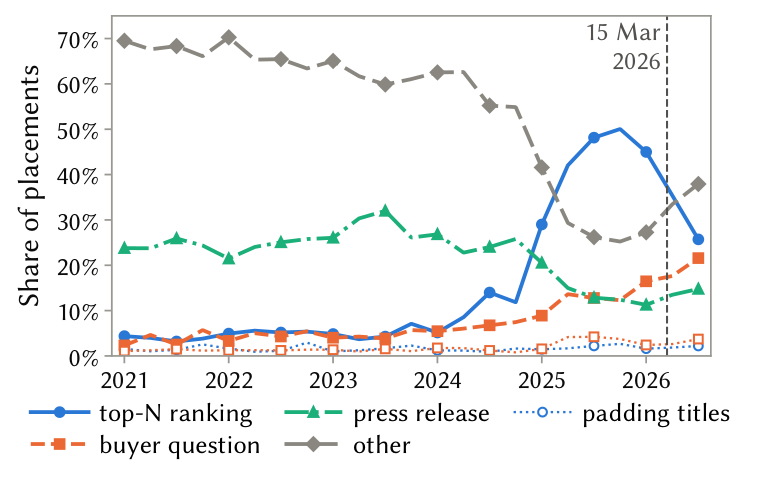 15 Mar
2026
Share of placements
70%
60%
50%
40%
30%
20%
10%
0%
2021 2022 2023 2024 2025 2026
top-N ranking press release padding titles
buyer question other